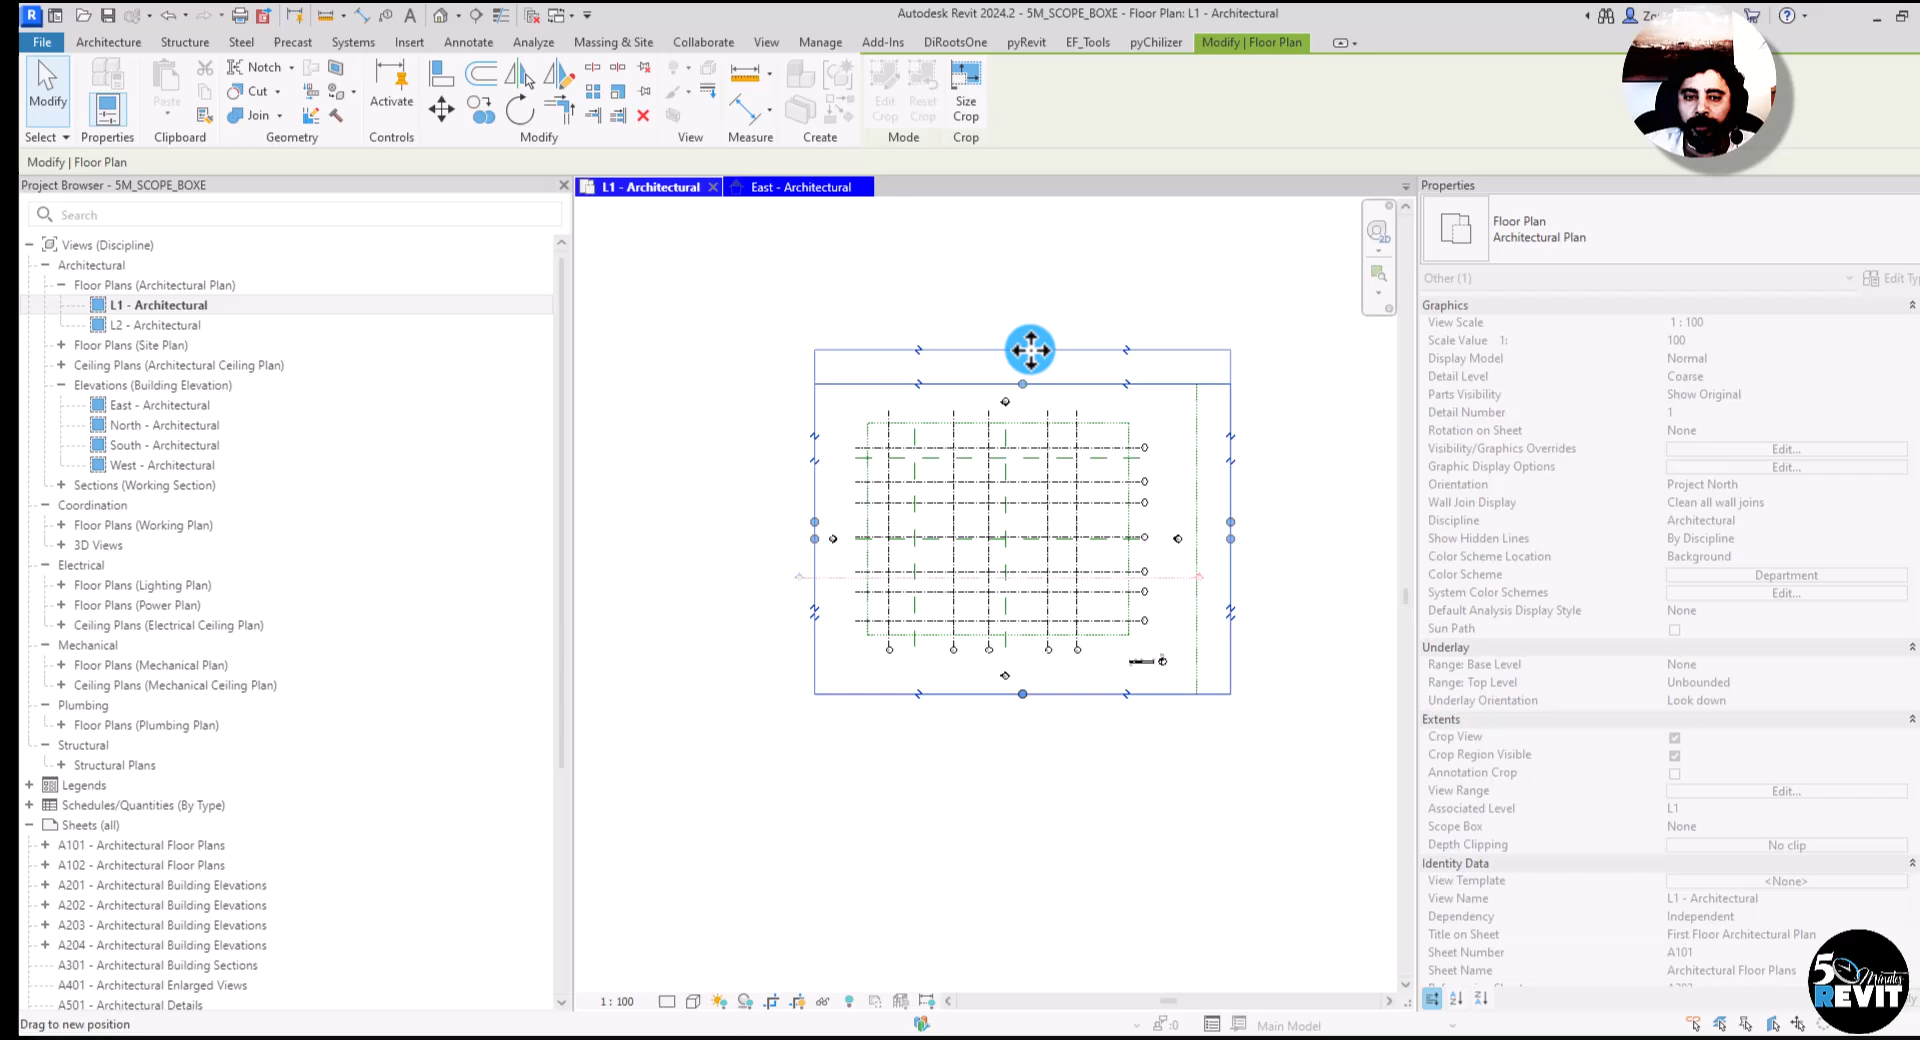 Autodesk Revit 2024.2 - 5M_SCOPE_BOXE - Floor Plan: L1 - Architectural
File Architecture Structure Steel Precast Systems Insert Annotate Analyze Massing & Site Collaborate View Manage Add-Ins DiRootsOne pyRevit EF_Tools pyChilizer Modify | Floor Plan
Modify
Paste
Notch
Cut
Join
Activate
Edit Crop
Reset Crop
Size Crop
Select Properties Clipboard Geometry Controls Modify View Measure Create Mode Crop
Modify | Floor Plan
Project Browser - 5M_SCOPE_BOXE
Search
Views (Discipline)
Architectural
Floor Plans (Architectural Plan)
L1 - Architectural
L2 - Architectural
Floor Plans (Site Plan)
Ceiling Plans (Architectural Ceiling Plan)
Elevations (Building Elevation)
East - Architectural
North - Architectural
South - Architectural
West - Architectural
Sections (Working Section)
Coordination
Floor Plans (Working Plan)
3D Views
Electrical
Floor Plans (Lighting Plan)
Floor Plans (Power Plan)
Ceiling Plans (Electrical Ceiling Plan)
Mechanical
Floor Plans (Mechanical Plan)
Ceiling Plans (Mechanical Ceiling Plan)
Plumbing
Floor Plans (Plumbing Plan)
Structural
Structural Plans
Legends
Schedules/Quantities (By Type)
Sheets (all)
A101 - Architectural Floor Plans
A102 - Architectural Floor Plans
A201 - Architectural Building Elevations
A202 - Architectural Building Elevations
A203 - Architectural Building Elevations
A204 - Architectural Building Elevations
A301 - Architectural Building Sections
A401 - Architectural Enlarged Views
A501 - Architectural Details
L1 - Architectural
East - Architectural
2D
1 : 100
Properties
Floor Plan
Architectural Plan
Other (1)
Graphics
View Scale 1 : 100
Scale Value 1: 100
Display Model Normal
Detail Level Coarse
Parts Visibility Show Original
Detail Number 1
Rotation on Sheet None
Visibility/Graphics Overrides Edit...
Graphic Display Options Edit...
Orientation Project North
Wall Join Display Clean all wall joins
Discipline Architectural
Show Hidden Lines By Discipline
Color Scheme Location Background
Color Scheme Department
System Color Schemes Edit...
Default Analysis Display Style None
Sun Path
Underlay
Range: Base Level None
Range: Top Level Unbounded
Underlay Orientation Look down
Extents
Crop View
Crop Region Visible
Annotation Crop
View Range Edit...
Associated Level L1
Scope Box None
Depth Clipping No clip
Identity Data
View Template <None>
View Name L1 - Architectural
Dependency Independent
Title on Sheet First Floor Architectural Plan
Sheet Number A101
Sheet Name Architectural Floor Plans
5 Minutes
REVIT
Drag to new position
:0
Main Model